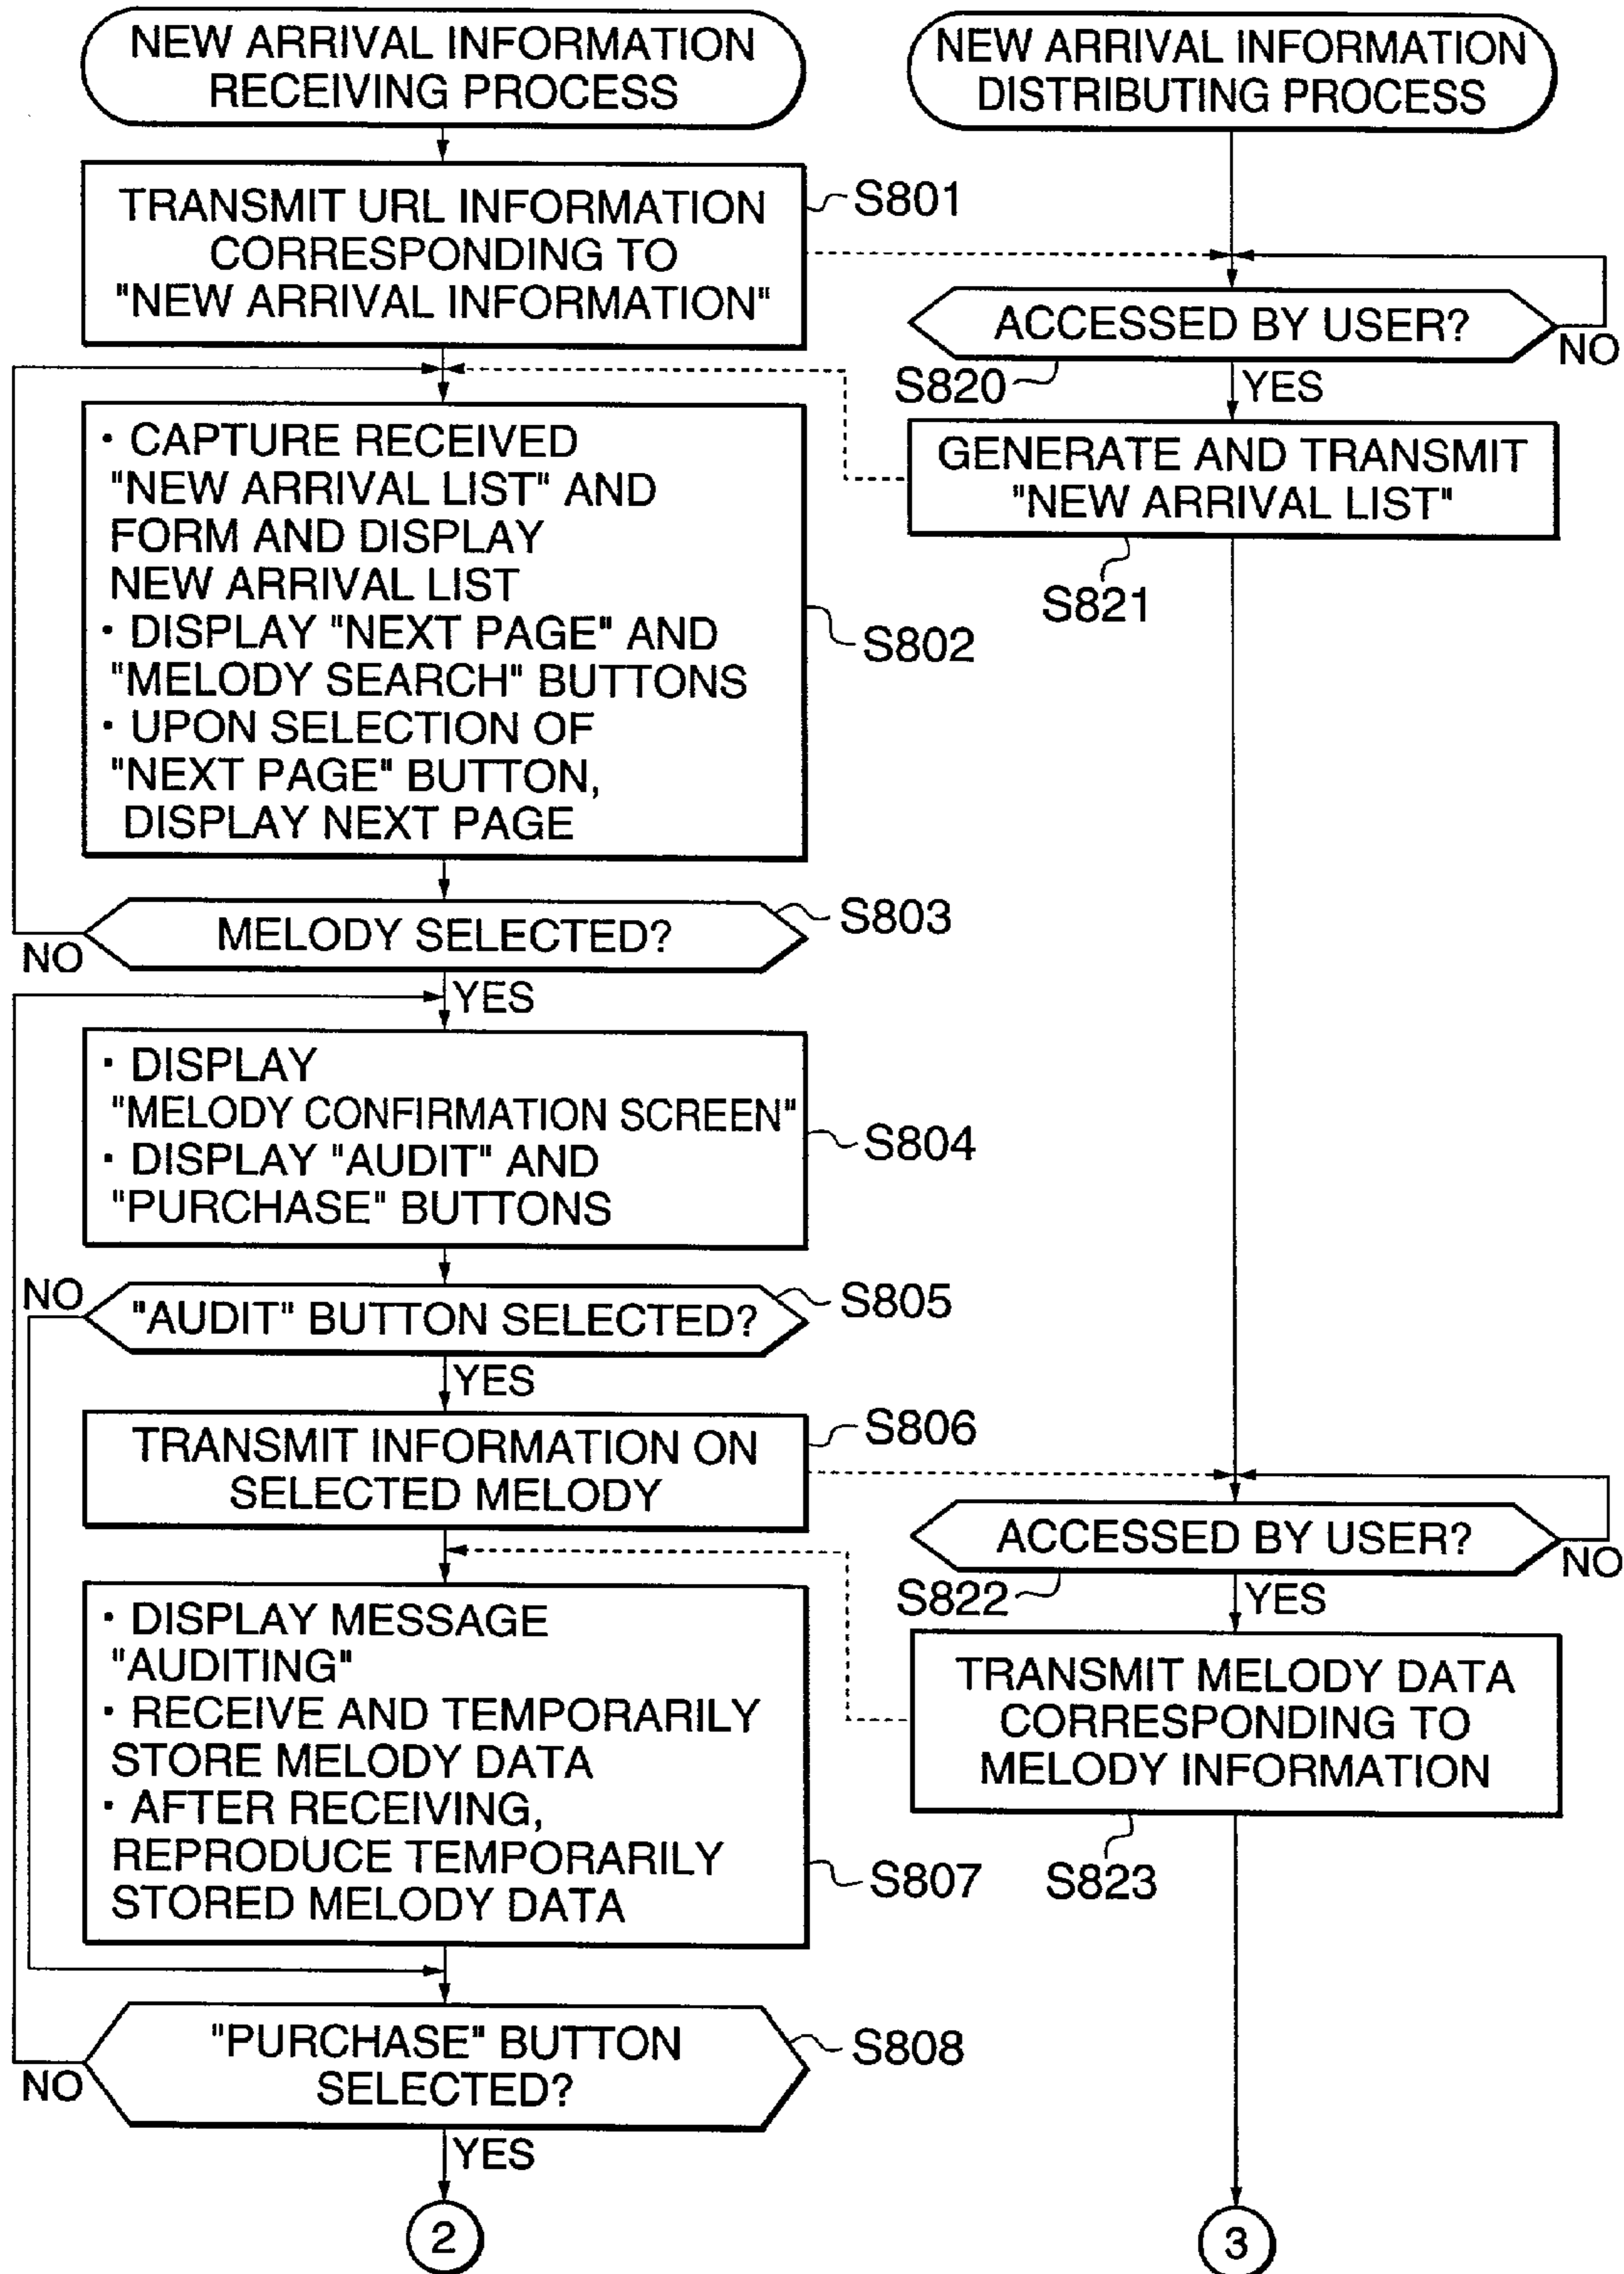 NEW ARRIVAL INFORMATION
RECEIVING PROCESS
TRANSMIT URL INFORMATION
CORRESPONDING TO
"NEW ARRIVAL INFORMATION"
S801
· CAPTURE RECEIVED
"NEW ARRIVAL LIST" AND
FORM AND DISPLAY
NEW ARRIVAL LIST
· DISPLAY "NEXT PAGE" AND
"MELODY SEARCH" BUTTONS
· UPON SELECTION OF
"NEXT PAGE" BUTTON,
DISPLAY NEXT PAGE
S802
MELODY SELECTED?
S803
NO
YES
· DISPLAY
"MELODY CONFIRMATION SCREEN"
· DISPLAY "AUDIT" AND
"PURCHASE" BUTTONS
S804
NO
"AUDIT" BUTTON SELECTED?
S805
YES
TRANSMIT INFORMATION ON
SELECTED MELODY
S806
· DISPLAY MESSAGE
"AUDITING"
· RECEIVE AND TEMPORARILY
STORE MELODY DATA
· AFTER RECEIVING,
REPRODUCE TEMPORARILY
STORED MELODY DATA
S807
"PURCHASE" BUTTON
SELECTED?
S808
NO
YES
2
NEW ARRIVAL INFORMATION
DISTRIBUTING PROCESS
ACCESSED BY USER?
NO
S820
YES
GENERATE AND TRANSMIT
"NEW ARRIVAL LIST"
S821
ACCESSED BY USER?
NO
S822
YES
TRANSMIT MELODY DATA
CORRESPONDING TO
MELODY INFORMATION
S823
3